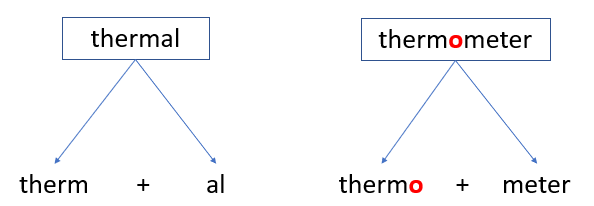 thermal
thermometer
therm + al
thermo + meter